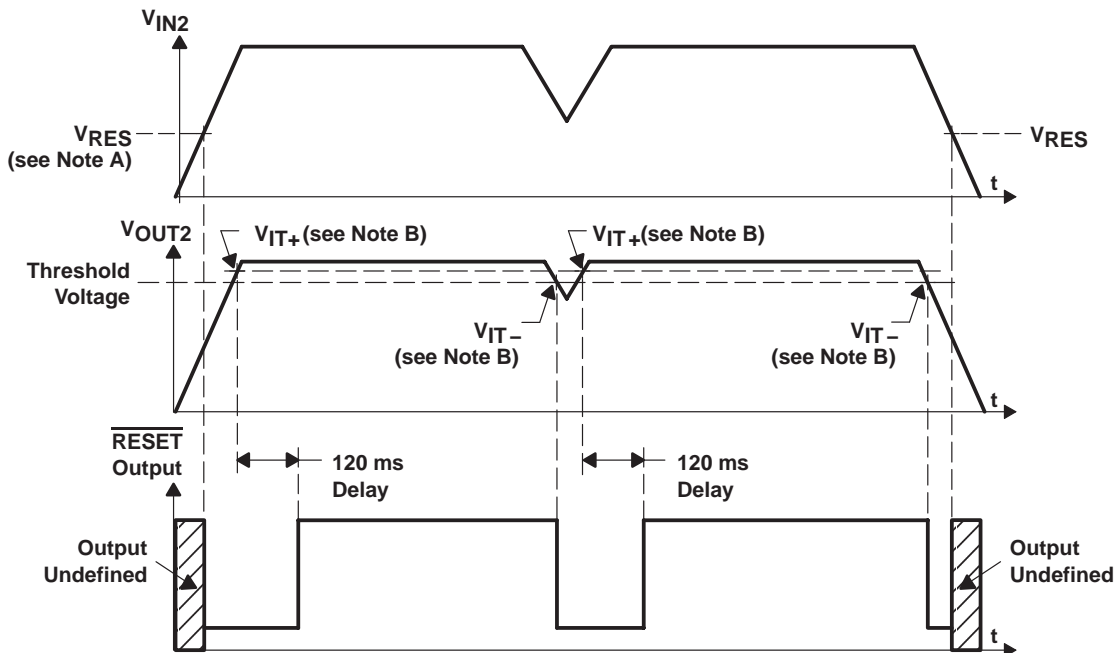 VIN2
VRES
(see Note A)
VRES
t
VOUT2
VIT+ (see Note B)
VIT+ (see Note B)
Threshold
Voltage
VIT−
(see Note B)
VIT−
(see Note B)
t
RESET
Output
120 ms
Delay
120 ms
Delay
Output
Undefined
Output
Undefined
t